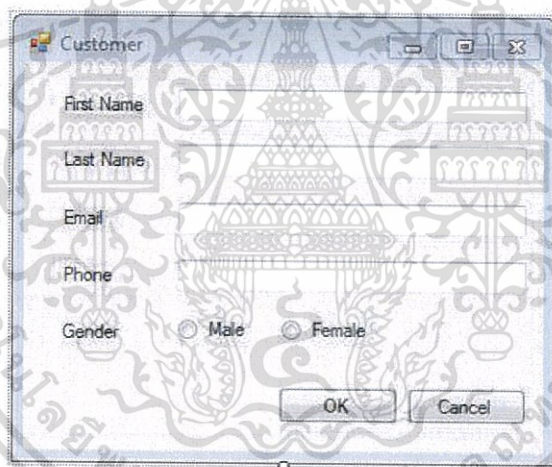 Customer
First Name
Last Name
Email
Phone
Gender Male Female
OK Cancel